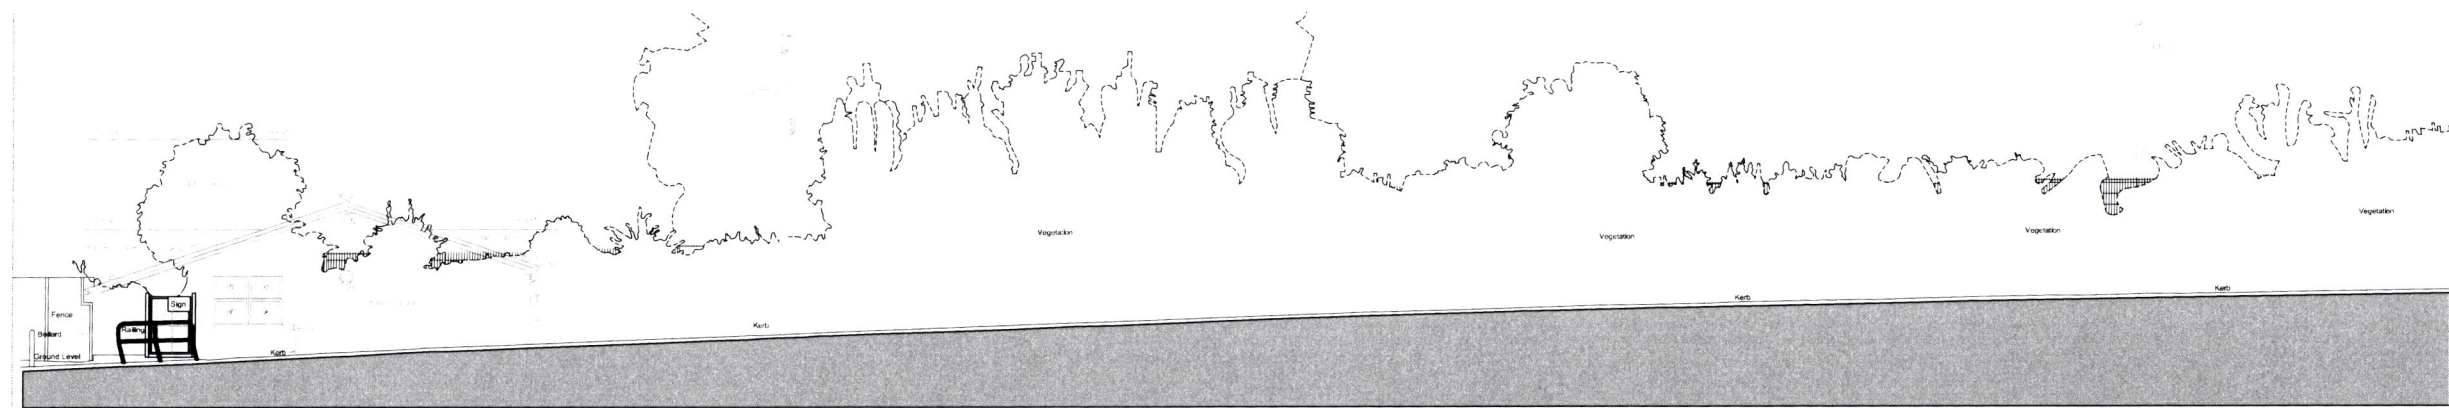 Vegetation
Vegetation
Vegetation
Vegetation
Sign
Fence
Bollard
Railing
Ground Level
Kerb
Kerb
Kerb
Kerb